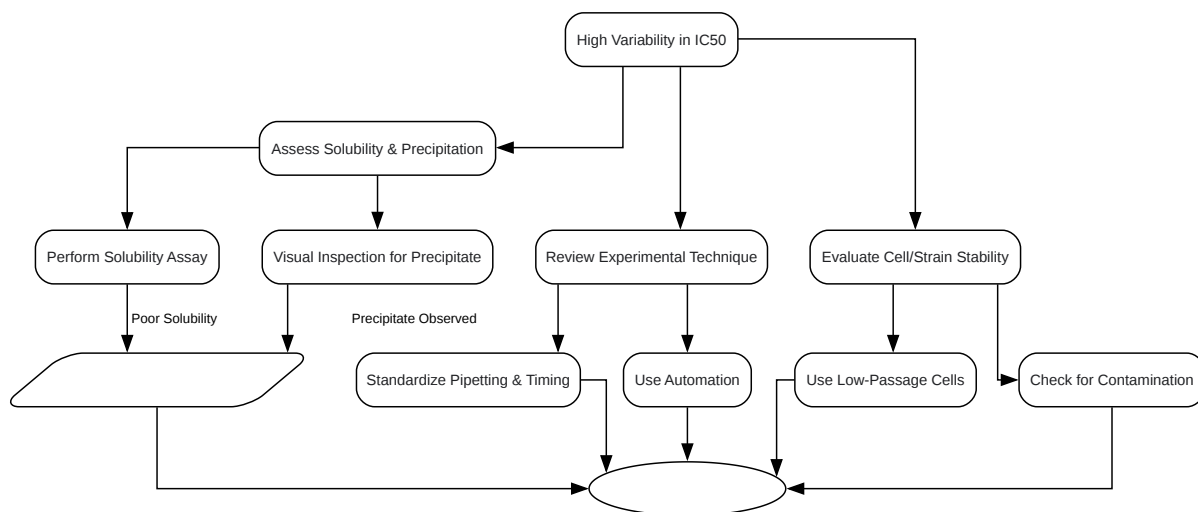 High Variability in IC50
Assess Solubility & Precipitation
Perform Solubility Assay
Visual Inspection for Precipitate
Review Experimental Technique
Evaluate Cell/Strain Stability
Poor Solubility
Precipitate Observed
Standardize Pipetting & Timing
Use Automation
Use Low-Passage Cells
Check for Contamination